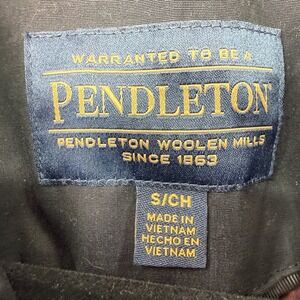 WARRANTED TO BE A
PENDLETON
PENDLETON WOOLEN MILLS
SINCE 1863
S/CH
MADE IN
VIETNAM
HECHO EN
VIETNAM